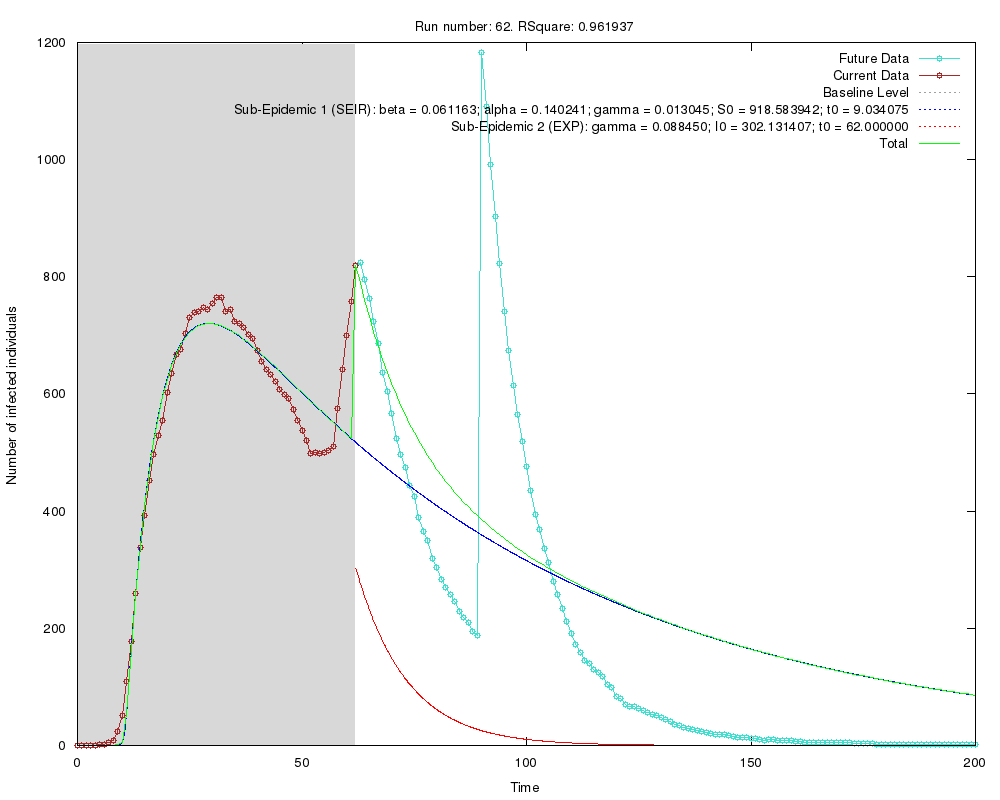 Run number: 62. RSquare: 0.961937
1200
1000
800
600
400
200
0
Number of infected individuals
Future Data
Current Data
Baseline Level
Sub-Epidemic 1 (SEIR): beta = 0.061163; alpha = 0.140241; gamma = 0.013045; S0 = 918.583942; t0 = 9.034075
Sub-Epidemic 2 (EXP): gamma = 0.088450; I0 = 302.131407; t0 = 62.000000
Total
0 50 100 150 200
Time